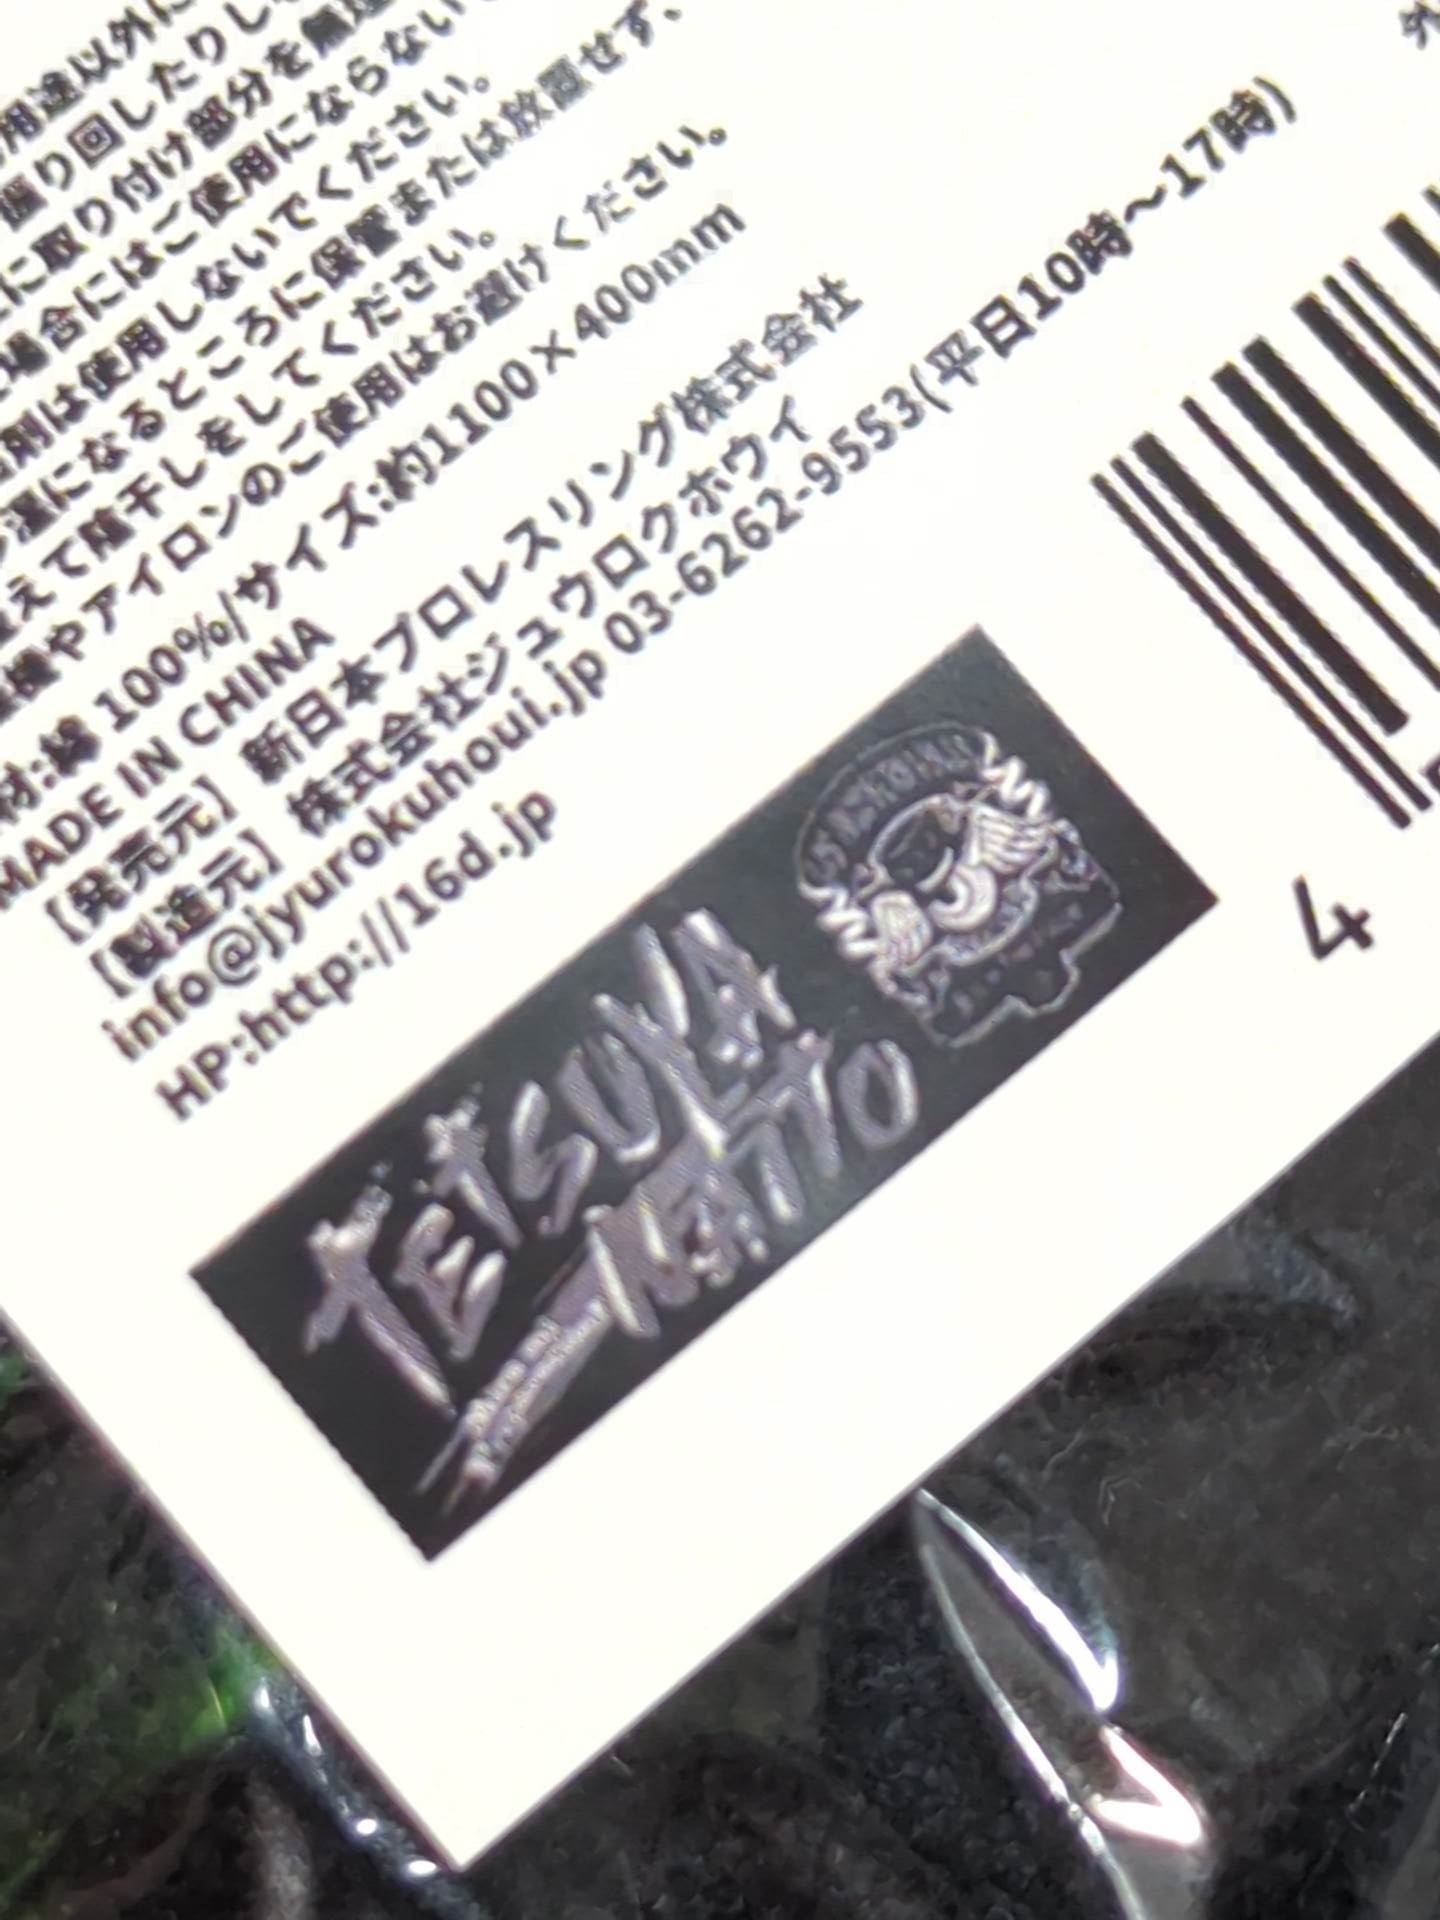 用途以外に
振り回したりし
に取り付け部分を無理
場合にはご使用にならない
剤は使用しないでください。
湿になるところに保管または放置せず、
えて陰干しをしてください。
機やアイロンのご使用はお避けください。
材:綿 100%/サイズ:約1100×400mm
MADE IN CHINA
【発売元】 新日本プロレスリング株式会社
【製造元】 株式会社ジュウロクホウイ
info@jyurokuhoui.jp 03-6262-9553(平日10時〜17時)
HP:http://16d.jp
外
4
TETSUYA
NAITO